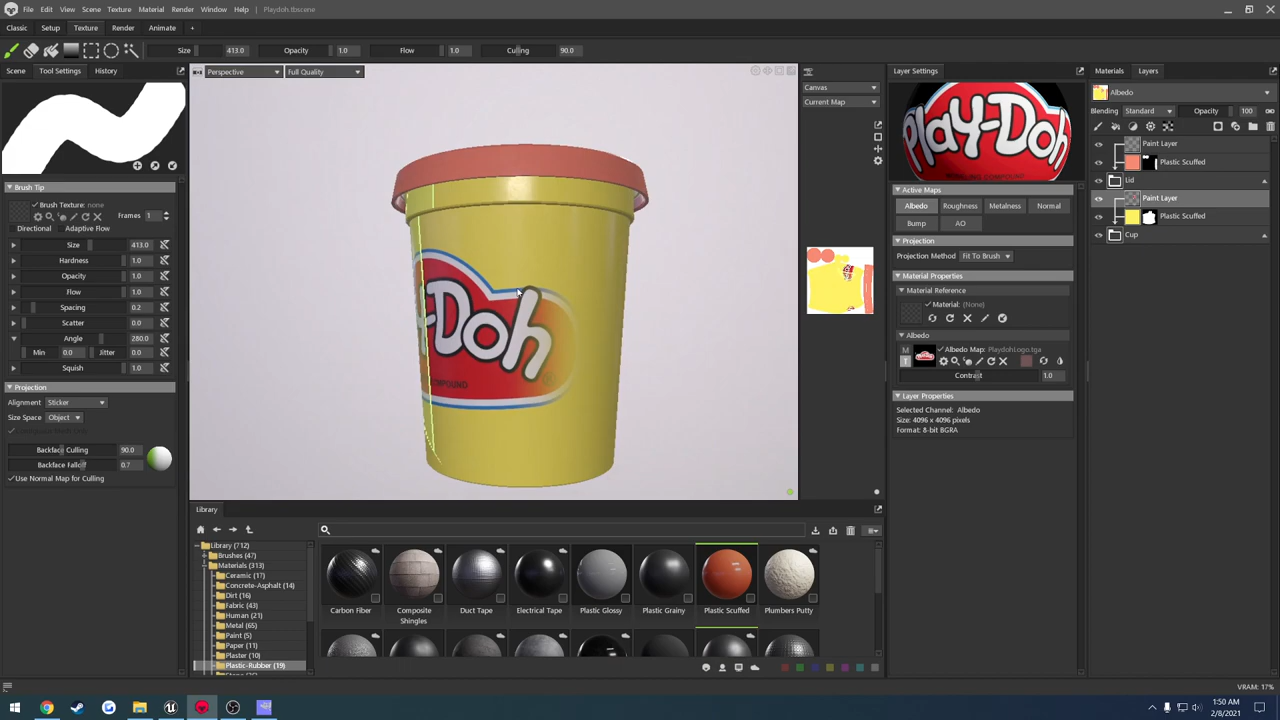 File Edit View Scene Texture Material Render Window Help Playdoh.tbscene
Classic Setup Texture Render Animate +
Size 413.0 Opacity 1.0 Flow 1.0 Culling 90.0
Scene Tool Settings History
Perspective Full Quality
Canvas
Current Map
Layer Settings
Materials Layers
Albedo
Blending Standard Opacity 100
Paint Layer
Plastic Scuffed
Lid
Paint Layer
Plastic Scuffed
Cup
Brush Tip
Brush Texture: none
Frames 1
Directional Adaptive Flow
Size 413.0
Hardness 1.0
Opacity 1.0
Flow 1.0
Spacing 0.2
Scatter 0.0
Angle 280.0
Min 0.0 Jitter 0.0
Squish 1.0
Projection
Alignment Sticker
Size Space Object
Backface Culling 90.0
Backface Falloff 0.7
Use Normal Map for Culling
-Doh
COMPOUND
®
Play-Doh
MODELING COMPOUND
Active Maps
Albedo Roughness Metalness Normal
Bump AO
Projection
Projection Method Fit To Brush
Material Properties
Material Reference
Material: (None)
Albedo
M
T
Albedo Map: PlaydohLogo.tga
Contrast 1.0
Layer Properties
Selected Channel: Albedo
Size: 4096 x 4096 pixels
Format: 8-bit BGRA
Library
Library (712)
Brushes (47)
Materials (313)
Ceramic (17)
Concrete-Asphalt (14)
Dirt (16)
Fabric (43)
Human (21)
Metal (65)
Paint (5)
Paper (11)
Plaster (10)
Plastic-Rubber (19)
Carbon Fiber
Composite Shingles
Duct Tape
Electrical Tape
Plastic Glossy
Plastic Grainy
Plastic Scuffed
Plumbers Putty
VRAM: 17%
1:50 AM
2/8/2021